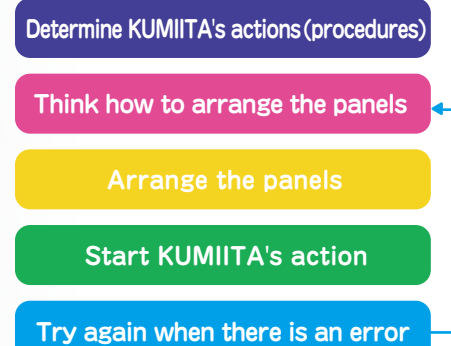 Determine KUMIITA's actions(procedures)
Think how to arrange the panels
Arrange the panels
Start KUMIITA's action
Try again when there is an error